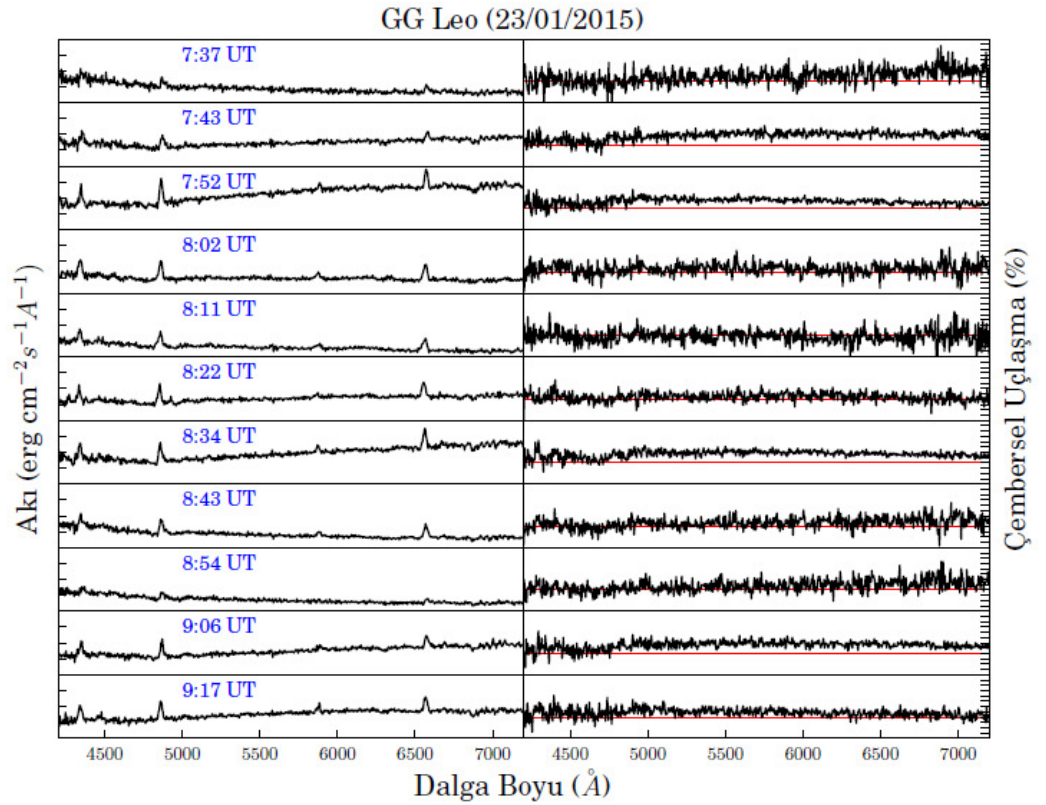 GG Leo (23/01/2015)
7:37 UT
7:43 UT
7:52 UT
8:02 UT
8:11 UT
8:22 UT
8:34 UT
8:43 UT
8:54 UT
9:06 UT
9:17 UT
Akı (erg cm⁻²s⁻¹A⁻¹)
Çembersel Uçlaşma (%)
4500 5000 5500 6000 6500 7000 4500 5000 5500 6000 6500 7000
Dalga Boyu (Å)